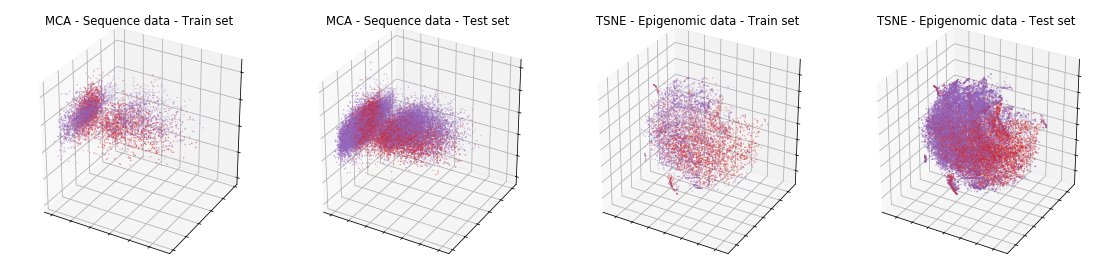 MCA - Sequence data - Train set
MCA - Sequence data - Test set
TSNE - Epigenomic data - Train set
TSNE - Epigenomic data - Test set